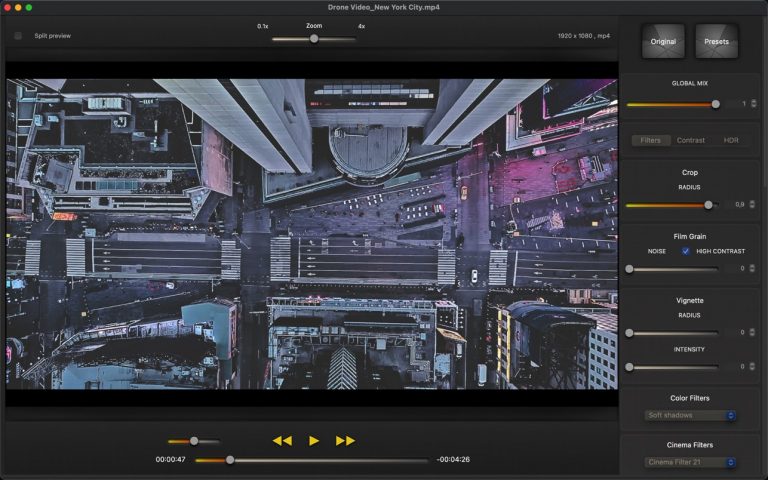 Drone Video_New York City.mp4
Split preview
0.1x Zoom 4x
1920 x 1080 , mp4
Original Presets
GLOBAL MIX
1
Filters Contrast HDR
Crop
RADIUS
0,9
Film Grain
NOISE HIGH CONTRAST
0
Vignette
RADIUS
0
INTENSITY
0
Color Filters
Soft shadows
Cinema Filters
Cinema Filter 21
00:00:47 -00:04:26